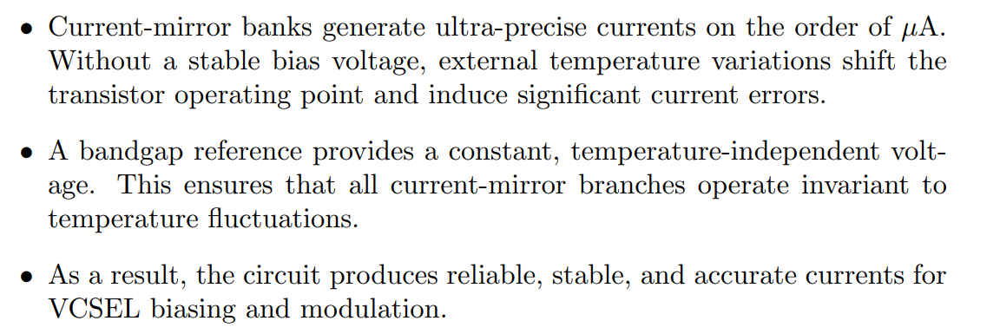 • Current-mirror banks generate ultra-precise currents on the order of μA.
Without a stable bias voltage, external temperature variations shift the
transistor operating point and induce significant current errors.
• A bandgap reference provides a constant, temperature-independent volt-
age. This ensures that all current-mirror branches operate invariant to
temperature fluctuations.
• As a result, the circuit produces reliable, stable, and accurate currents for
VCSEL biasing and modulation.